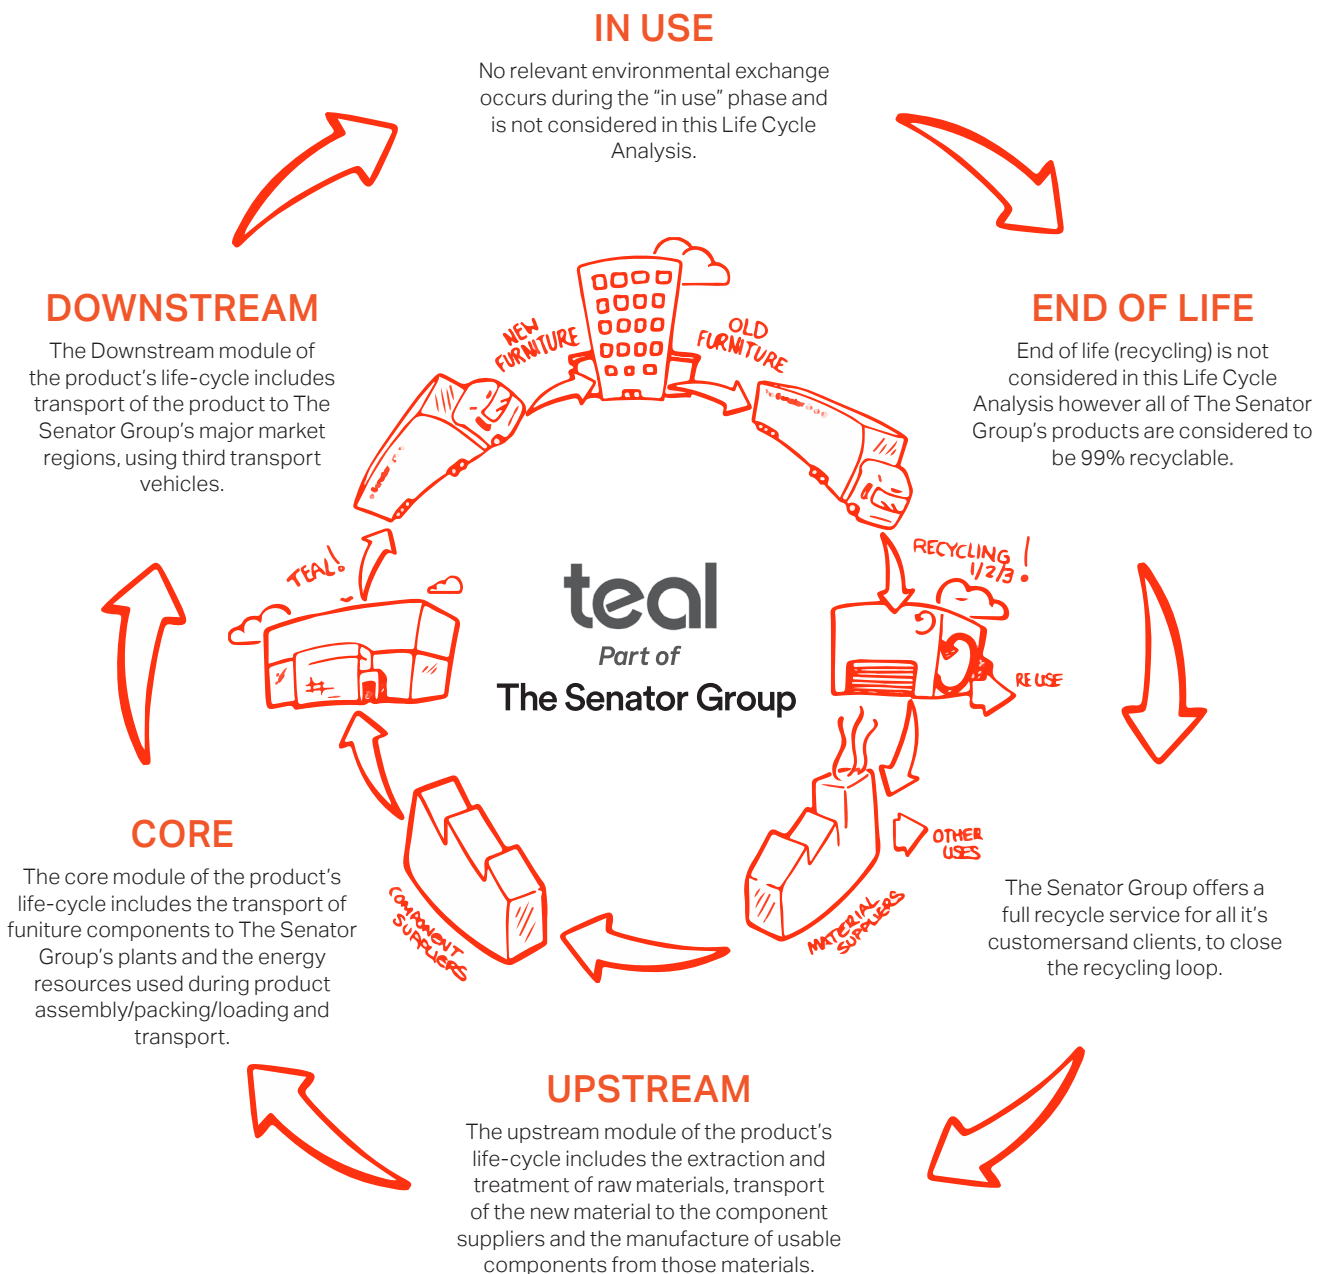 IN USE
No relevant environmental exchange
occurs during the “in use” phase and
is not considered in this Life Cycle
Analysis.
DOWNSTREAM
The Downstream module of
the product’s life-cycle includes
transport of the product to The
Senator Group’s major market
regions, using third transport
vehicles.
END OF LIFE
End of life (recycling) is not
considered in this Life Cycle
Analysis however all of The Senator
Group’s products are considered to
be 99% recyclable.
NEW
FURNITURE
OLD
FURNITURE
Senator
Senator
TEAL!
RECYCLING
1/2/3!
RE USE
teal
Part of
The Senator Group
CORE
The core module of the product’s
life-cycle includes the transport of
funiture components to The Senator
Group’s plants and the energy
resources used during product
assembly/packing/loading and
transport.
COMPONENT
SUPPLIERS
MATERIAL
SUPPLIERS
OTHER
USES
The Senator Group offers a
full recycle service for all it’s
customersand clients, to close
the recycling loop.
UPSTREAM
The upstream module of the product’s
life-cycle includes the extraction and
treatment of raw materials, transport
of the new material to the component
suppliers and the manufacture of usable
components from those materials.